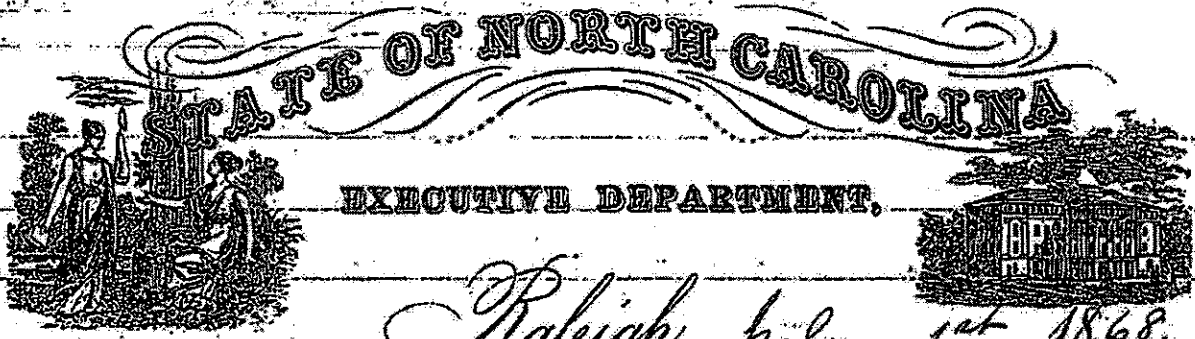 STATE OF NORTH CAROLINA
EXECUTIVE DEPARTMENT,
Raleigh, 1st 1868.